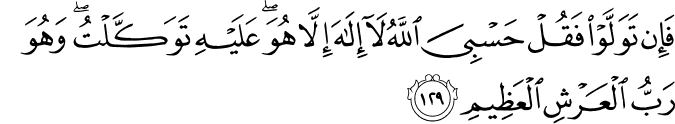 فَإِن تَوَلَّوۡاْ فَقُلۡ حَسۡبِيَ ٱللَّهُ لَآ إِلَٰهَ إِلَّا هُوَۖ عَلَيۡهِ تَوَكَّلۡتُۖ وَهُوَ
رَبُّ ٱلۡعَرۡشِ ٱلۡعَظِيمِ ١٢٩